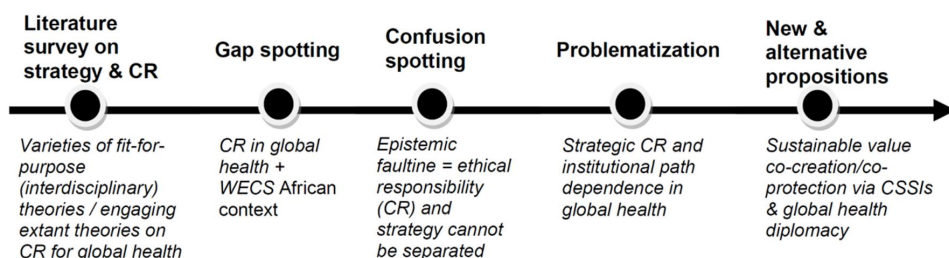 Literature
survey on
strategy & CR
Gap spotting
Confusion
spotting
Problematization
New &
alternative
propositions
Varieties of fit-for-
purpose
(interdisciplinary)
theories / engaging
extant theories on
CR for global health
CR in global
health +
WECS African
context
Epistemic
faultine = ethical
responsibility
(CR) and
strategy cannot
be separated
Strategic CR and
institutional path
dependence in
global health
Sustainable value
co-creation/co-
protection via CSSIs
& global health
diplomacy